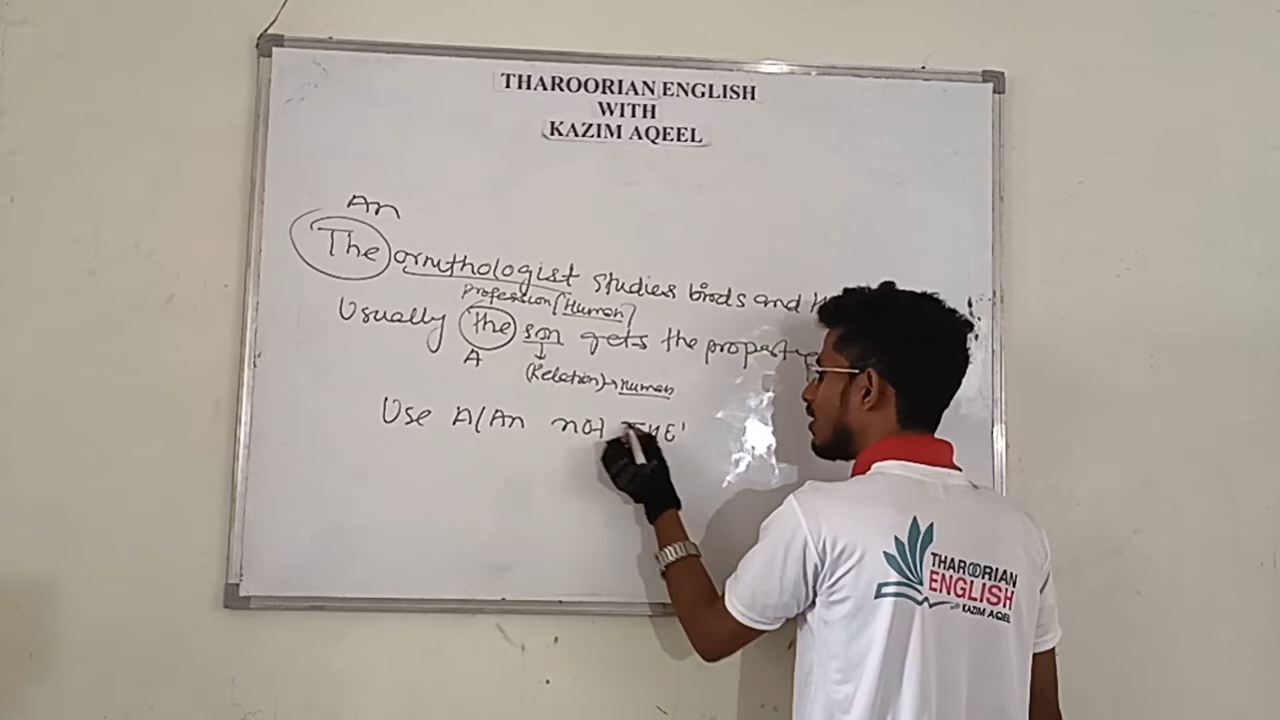 THAROORIAN ENGLISH
WITH
KAZIM AQEEL
An
The ornithologist studies birds and
Profession (Human)
Usually the son gets the
A
(Relation)→Human
Use A/An not THE'
THAROORIAN
ENGLISH
KAZIM AQEEL